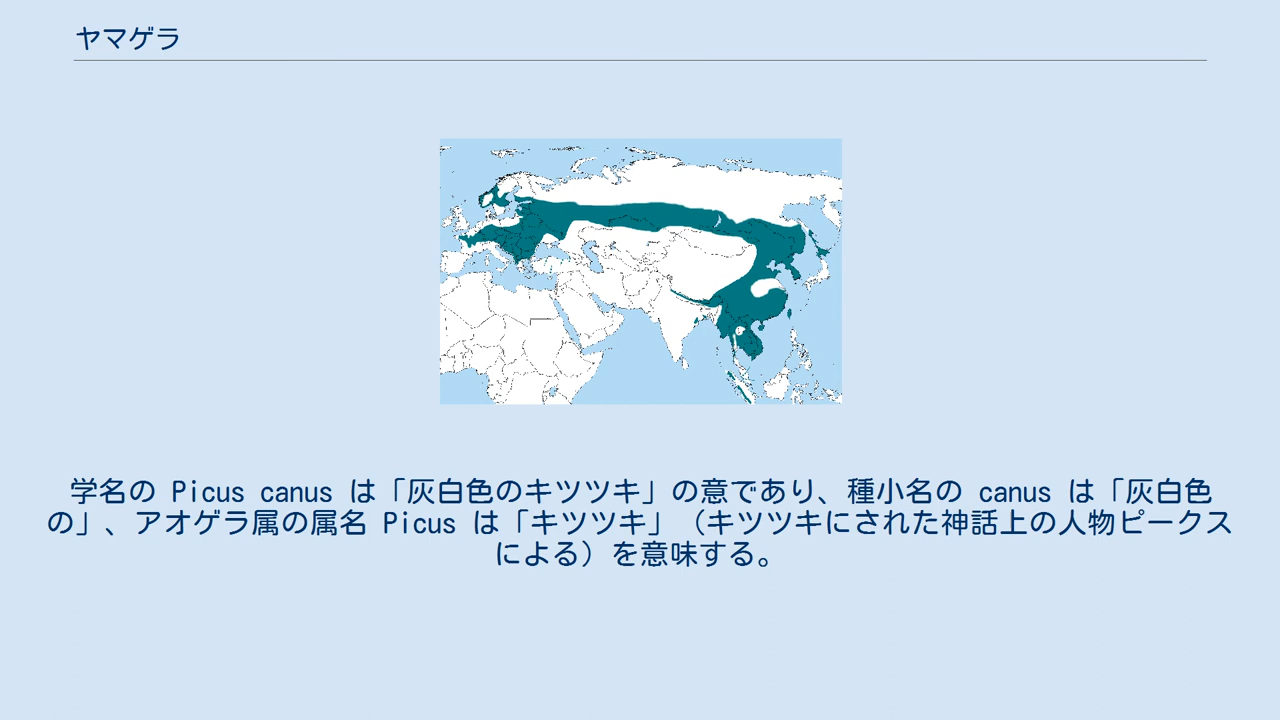 ヤマゲラ
学名の Picus canus は「灰白色のキツツキ」の意であり、種小名の canus は「灰白色
の」、アオゲラ属の属名 Picus は「キツツキ」（キツツキにされた神話上の人物ピークス
による）を意味する。